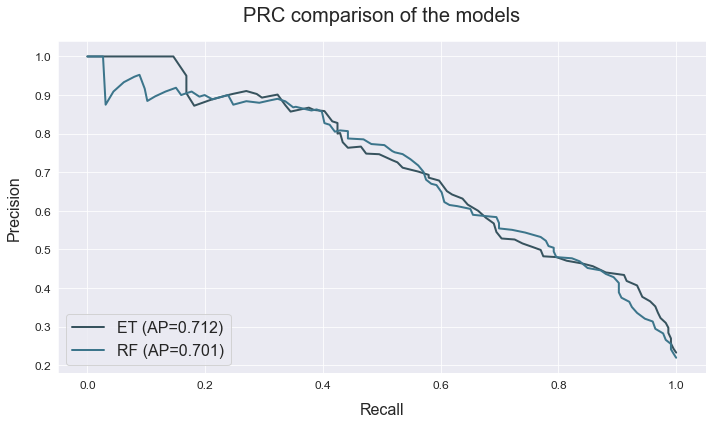 PRC comparison of the models
Precision
1.0
0.9
0.8
0.7
0.6
0.5
0.4
0.3
0.2
ET (AP=0.712)
RF (AP=0.701)
0.0 0.2 0.4 0.6 0.8 1.0
Recall